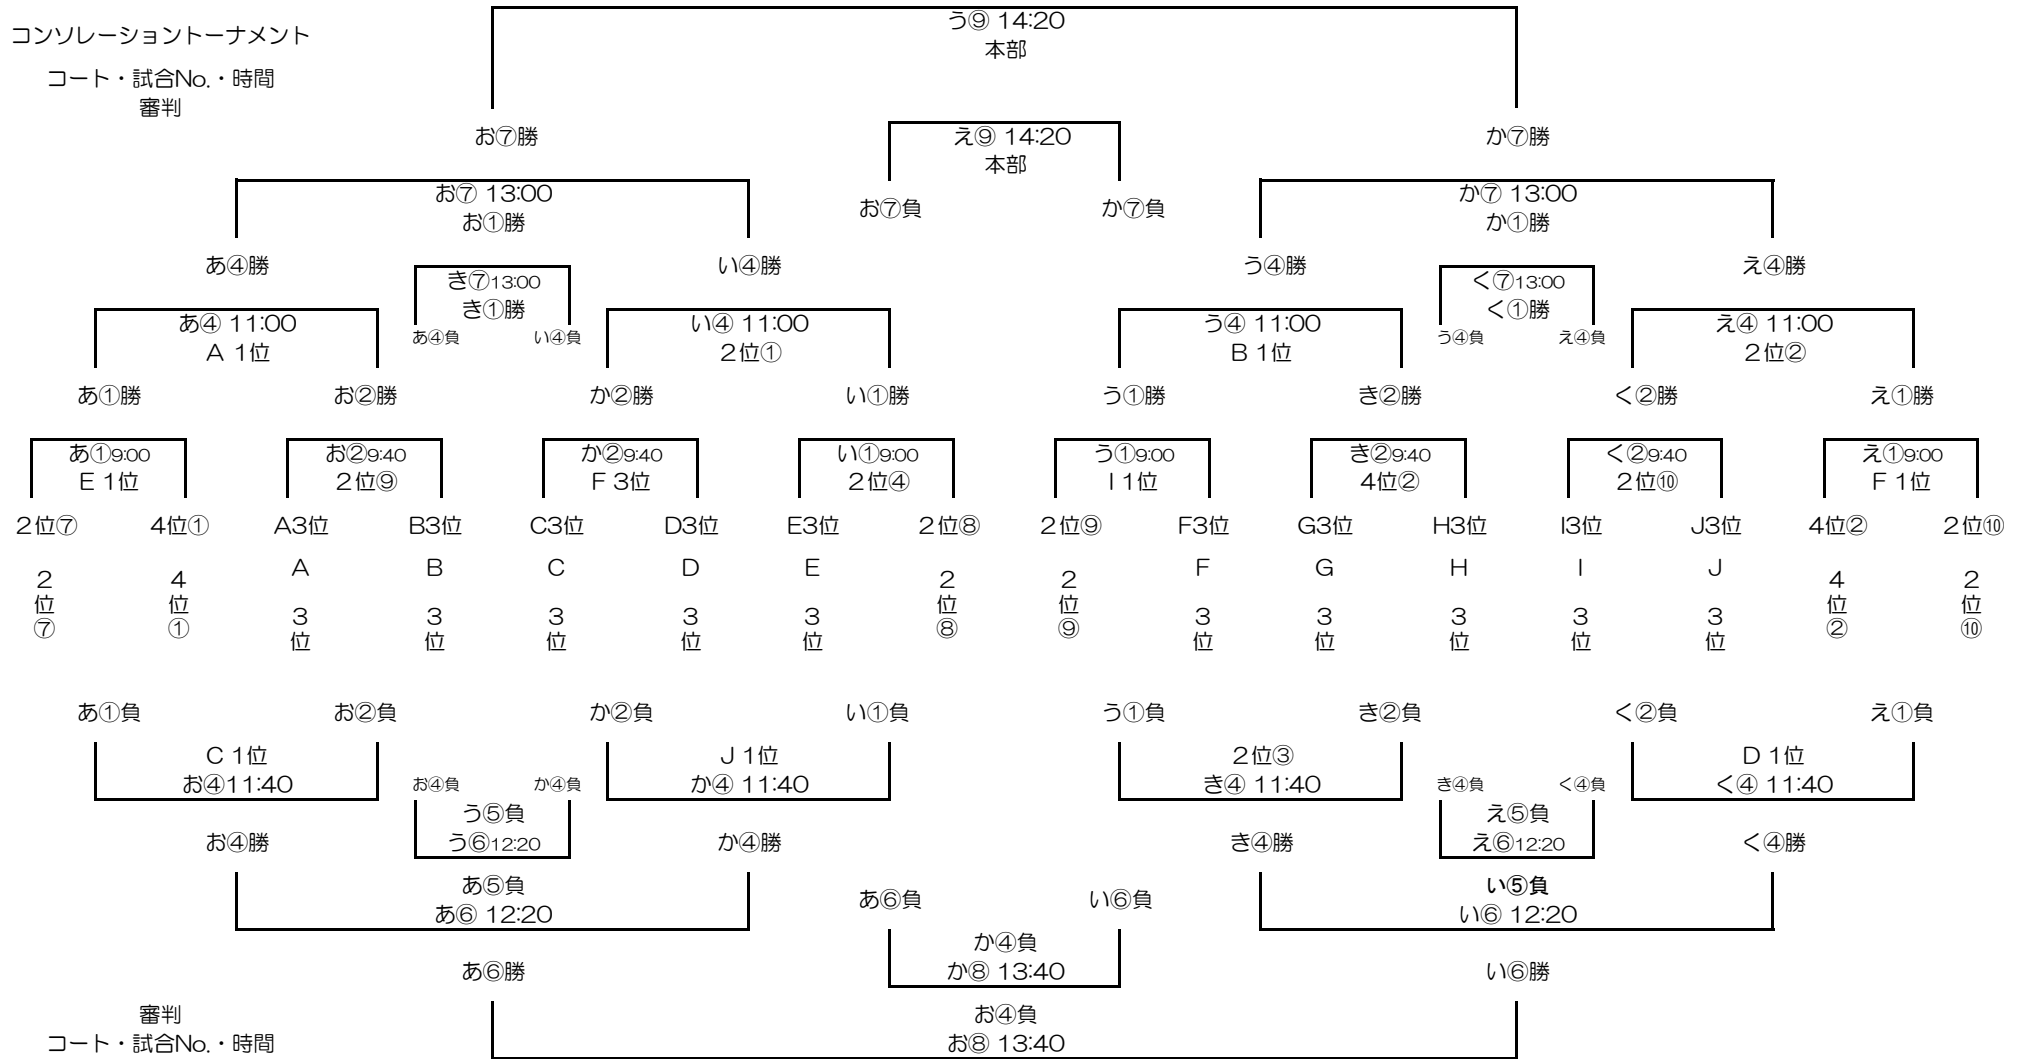 う⑨ 14:20
コンソレーショントーナメント
本部
コート・試合No.・時間
審判
お⑦勝
え⑨ 14:20
か⑦勝
本部
お⑦ 13:00
か⑦ 13:00
お①勝
お⑦負
か⑦負
か①勝
あ④勝
い④勝
う④勝
え④勝
き⑦13:00
く⑦13:00
き①勝
く①勝
あ④ 11:00
い④ 11:00
う④ 11:00
え④ 11:00
あ④負
い④負
う④負
え④負
A 1位
2位①
B 1位
2位②
あ①勝
お②勝
か②勝
い①勝
う①勝
き②勝
く②勝
え①勝
あ①9:00
お②9:40
か②9:40
い①9:00
う①9:00
き②9:40
く②9:40
え①9:00
E 1位
2位⑨
F 3位
2位④
I 1位
4位②
2位⑩
F 1位
2位⑦
4位①
A3位
B3位
C3位
D3位
E3位
2位⑧
2位⑨
F3位
G3位
H3位
I3位
J3位
4位②
2位⑩
2位⑦
4位①
A 3位
B 3位
C 3位
D 3位
E 3位
2位⑧
2位⑨
F 3位
G 3位
H 3位
I 3位
J 3位
4位②
2位⑩
あ①負
お②負
か②負
い①負
う①負
き②負
く②負
え①負
C 1位
J 1位
2位③
D 1位
お④11:40
お④負
か④負
か④ 11:40
き④ 11:40
き④負
く④負
く④ 11:40
う⑤負
え⑤負
お④勝
う⑥12:20
か④勝
き④勝
え⑥12:20
く④勝
あ⑤負
い⑤負
あ⑥ 12:20
あ⑥負
い⑥負
い⑥ 12:20
か④負
あ⑥勝
か⑧ 13:40
い⑥勝
審判
お④負
コート・試合No.・時間
お⑧ 13:40